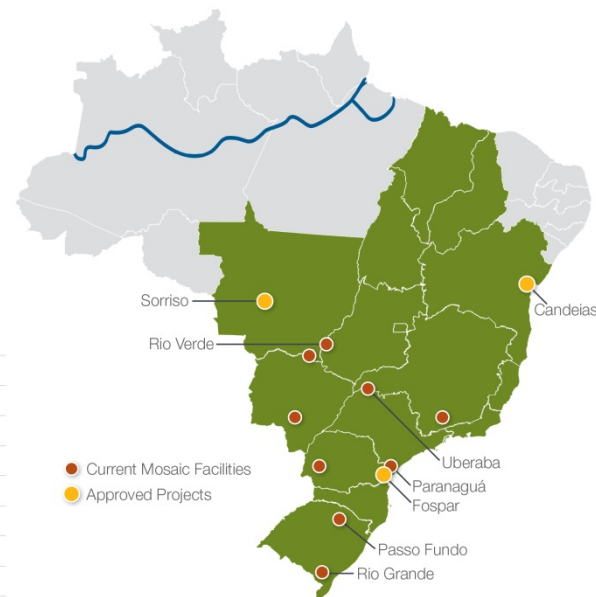 Sorriso
Candeias
Rio Verde
Uberaba
Current Mosaic Facilities
Paranaguá
Approved Projects
Fospar
Passo Fundo
Rio Grande